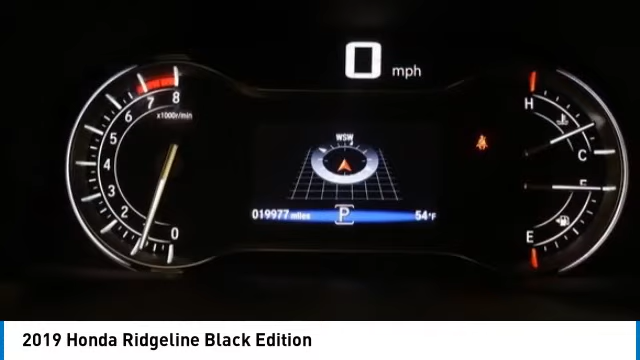 0 mph
8
7
6
5
4
3
2
0
x1000r/min
WSW
019977 miles P 54°F
H
C
F
E
2019 Honda Ridgeline Black Edition